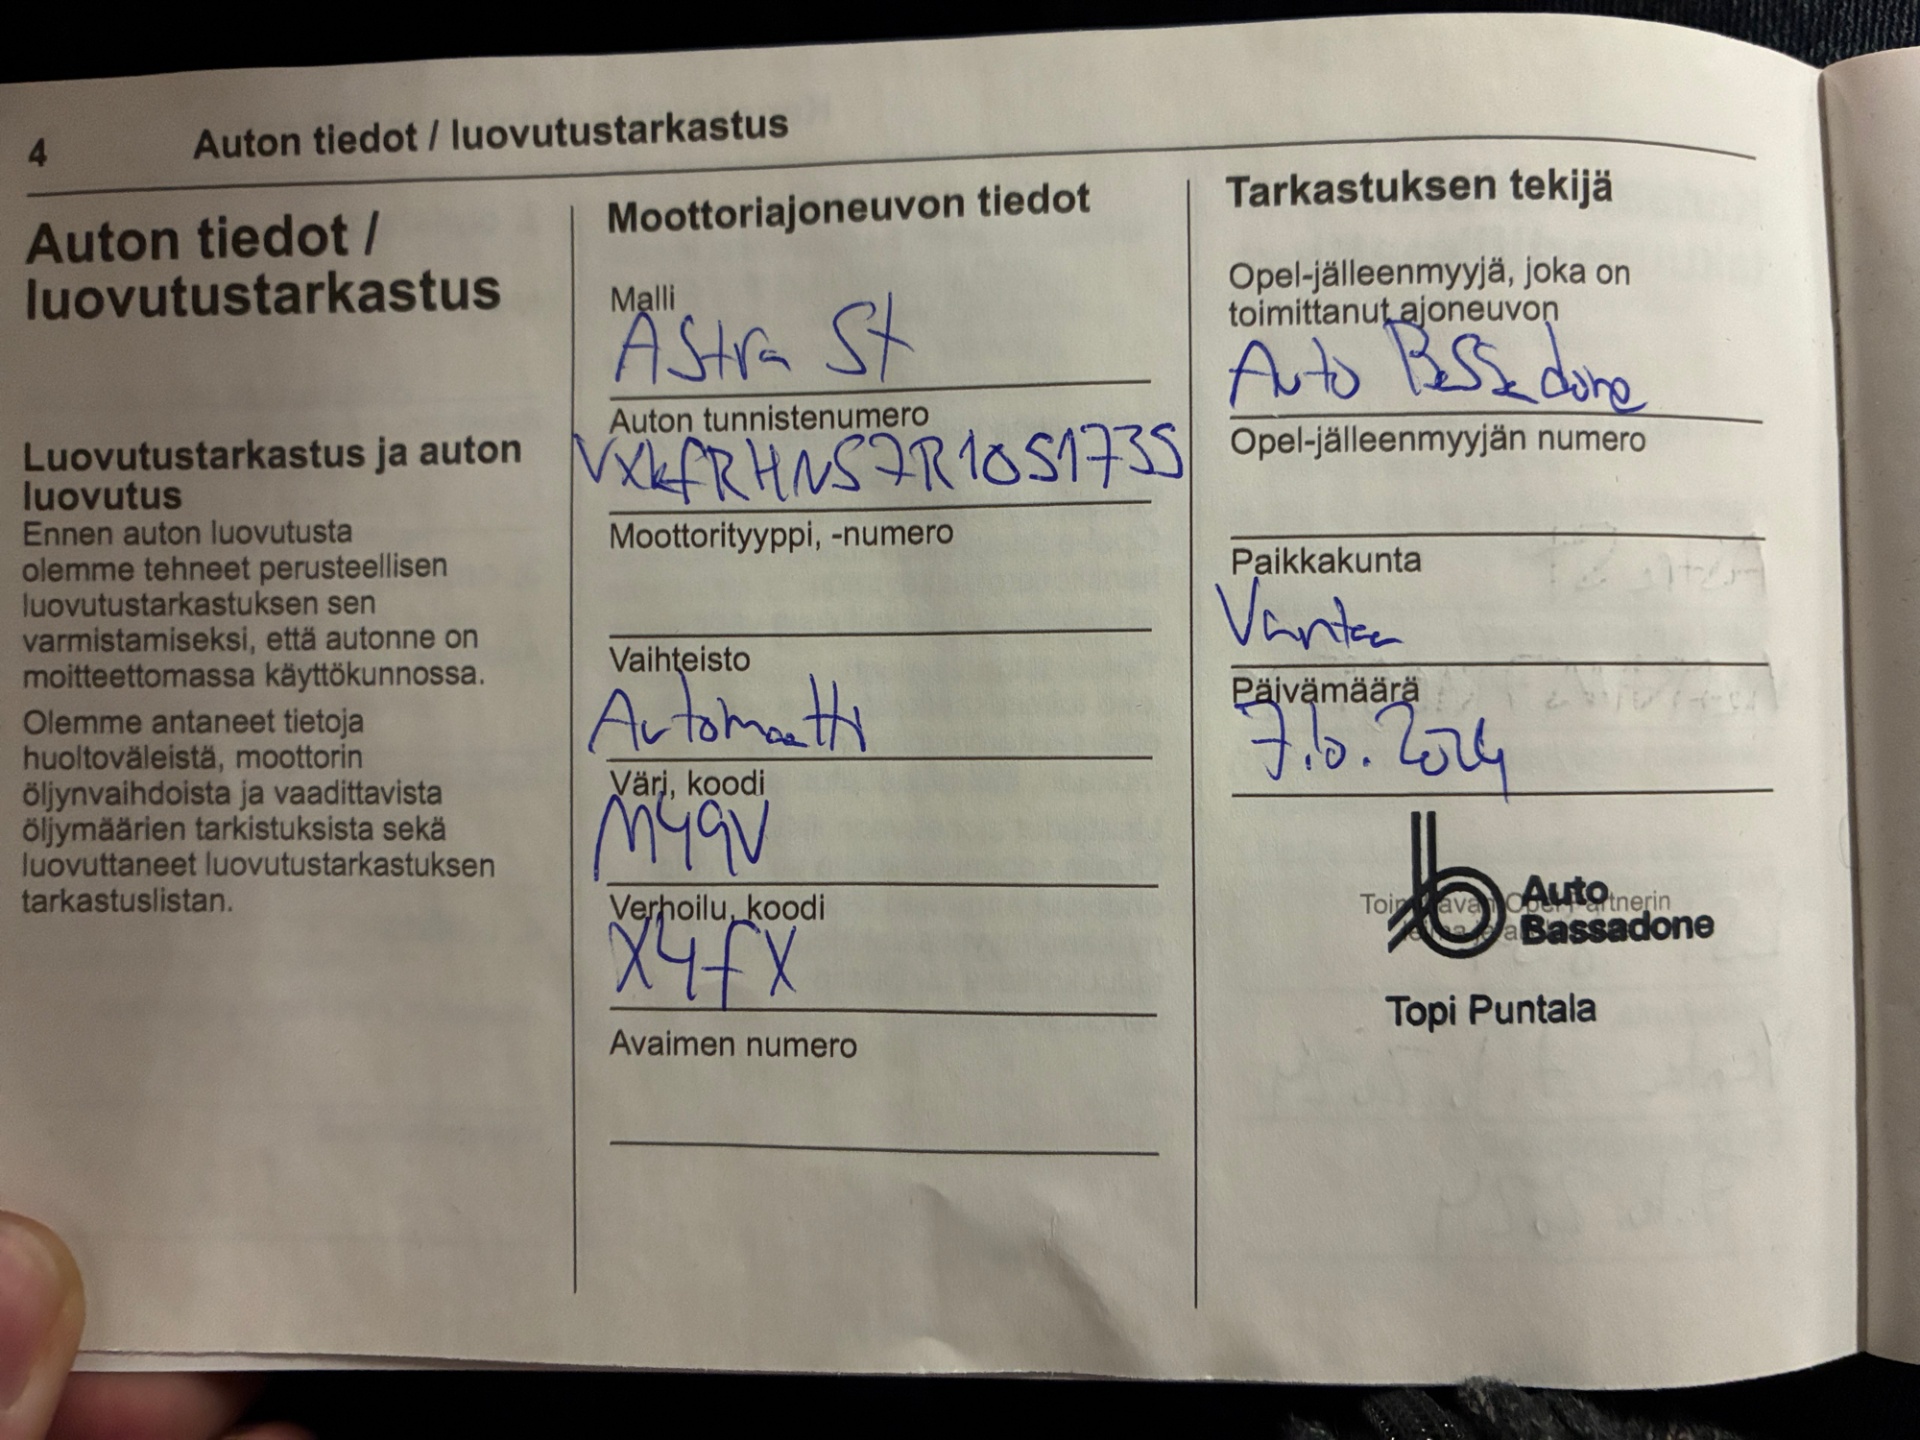 4
Auton tiedot / luovutustarkastus
Auton tiedot /
luovutustarkastus
Luovutustarkastus ja auton
luovutus
Ennen auton luovutusta
olemme tehneet perusteellisen
luovutustarkastuksen sen
varmistamiseksi, että autonne on
moitteettomassa käyttökunnossa.
Olemme antaneet tietoja
huoltoväleistä, moottorin
öljynvaihdoista ja vaadittavista
öljymäärien tarkistuksista sekä
luovuttaneet luovutustarkastuksen
tarkastuslistan.
Moottoriajoneuvon tiedot
Malli
Astra St
Auton tunnistenumero
VXKfRHNS7R1051735
Moottorityyppi, -numero
Vaihteisto
Automaatti
Väri, koodi
M49V
Verhoilu, koodi
X4fX
Avaimen numero
Tarkastuksen tekijä
Opel-jälleenmyyjä, joka on
toimittanut ajoneuvon
Auto Bassadone
Opel-jälleenmyyjän numero
Paikkakunta
Vantaa
Päivämäärä
7.6.2024
Auto
Bassadone
Topi Puntala